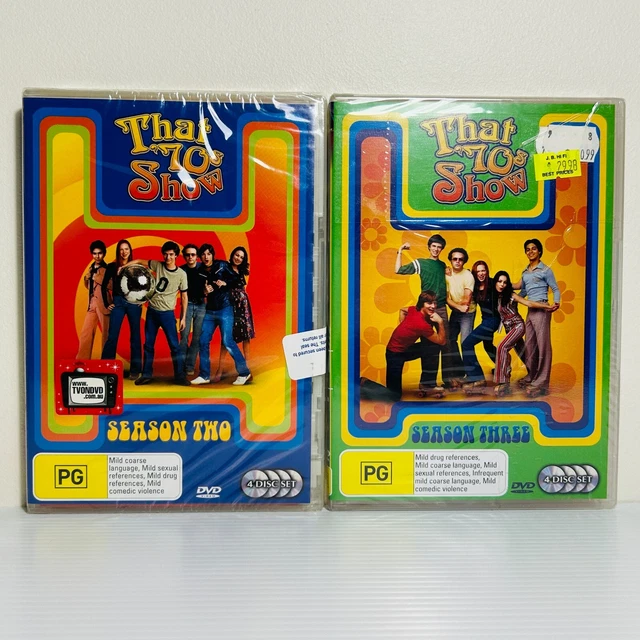 That
'70s
Show
www.
TVONDVD
.com.au
SEASON TWO
PG
Mild coarse
language, Mild sexual
references, Mild drug
references, Mild
comedic violence
DVD
VIDEO
4 DISC SET
That
'70s
Show
J. B. Hi Fi
29.98
BEST PRICES
SEASON THREE
PG
Mild drug references,
Mild coarse language, Mild
sexual references, Infrequent
mild coarse language, Mild
comedic violence
DVD
VIDEO
4 DISC SET